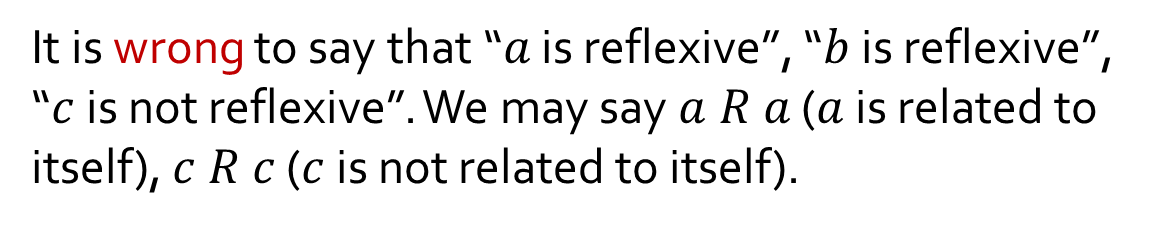 It is wrong to say that “a is reflexive”, “b is reflexive”,
“c is not reflexive”. We may say a R a (a is related to
itself), c R c (c is not related to itself).